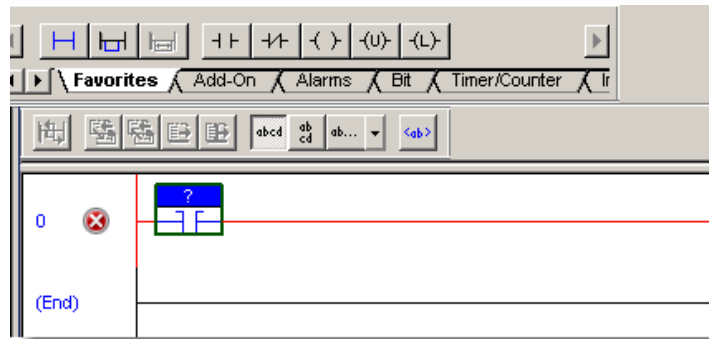 (U) (L)
Favorites Add-On Alarms Bit Timer/Counter
abcd ab cd ab... <ab>
?
0
(End)